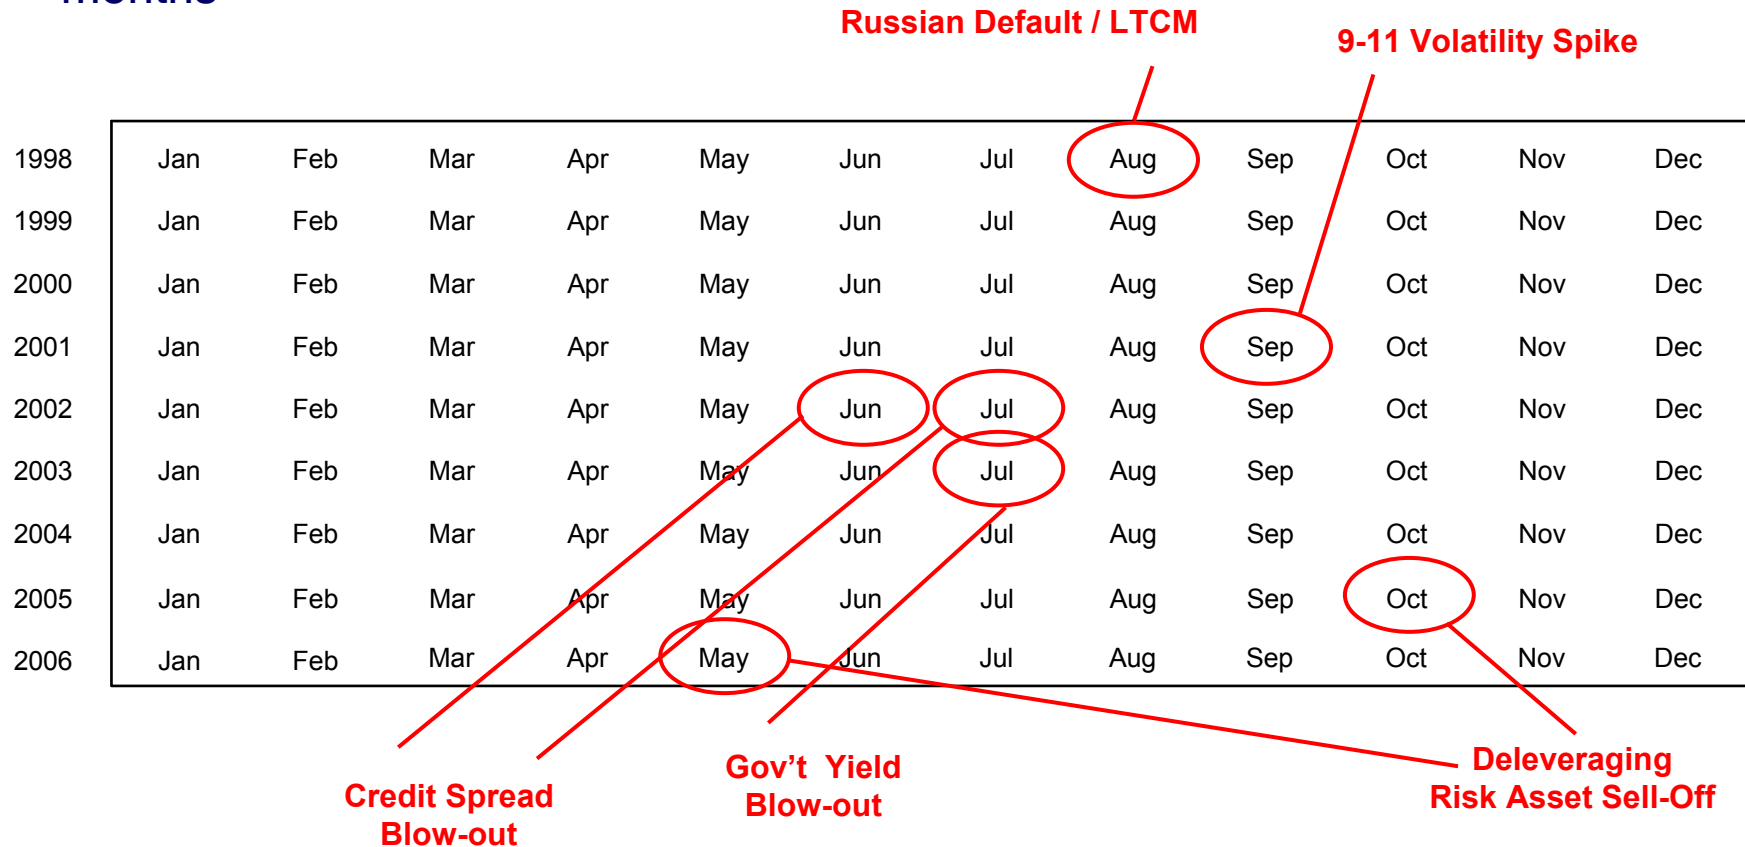 months
Russian Default / LTCM
9-11 Volatility Spike
1998 Jan Feb Mar Apr May Jun Jul Aug Sep Oct Nov Dec
1999 Jan Feb Mar Apr May Jun Jul Aug Sep Oct Nov Dec
2000 Jan Feb Mar Apr May Jun Jul Aug Sep Oct Nov Dec
2001 Jan Feb Mar Apr May Jun Jul Aug Sep Oct Nov Dec
2002 Jan Feb Mar Apr May Jun Jul Aug Sep Oct Nov Dec
2003 Jan Feb Mar Apr May Jun Jul Aug Sep Oct Nov Dec
2004 Jan Feb Mar Apr May Jun Jul Aug Sep Oct Nov Dec
2005 Jan Feb Mar Apr May Jun Jul Aug Sep Oct Nov Dec
2006 Jan Feb Mar Apr May Jun Jul Aug Sep Oct Nov Dec
Credit Spread
Blow-out
Gov’t Yield
Blow-out
Deleveraging
Risk Asset Sell-Off